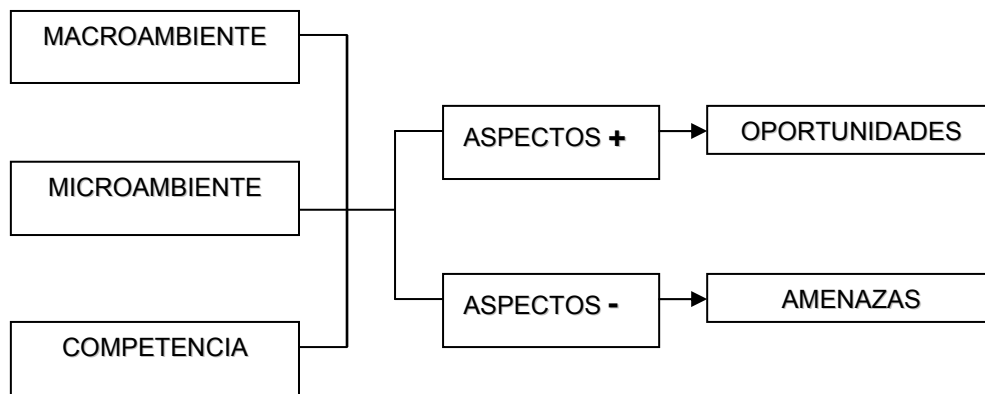 MACROAMBIENTE
MICROAMBIENTE
COMPETENCIA
ASPECTOS +
OPORTUNIDADES
ASPECTOS -
AMENAZAS